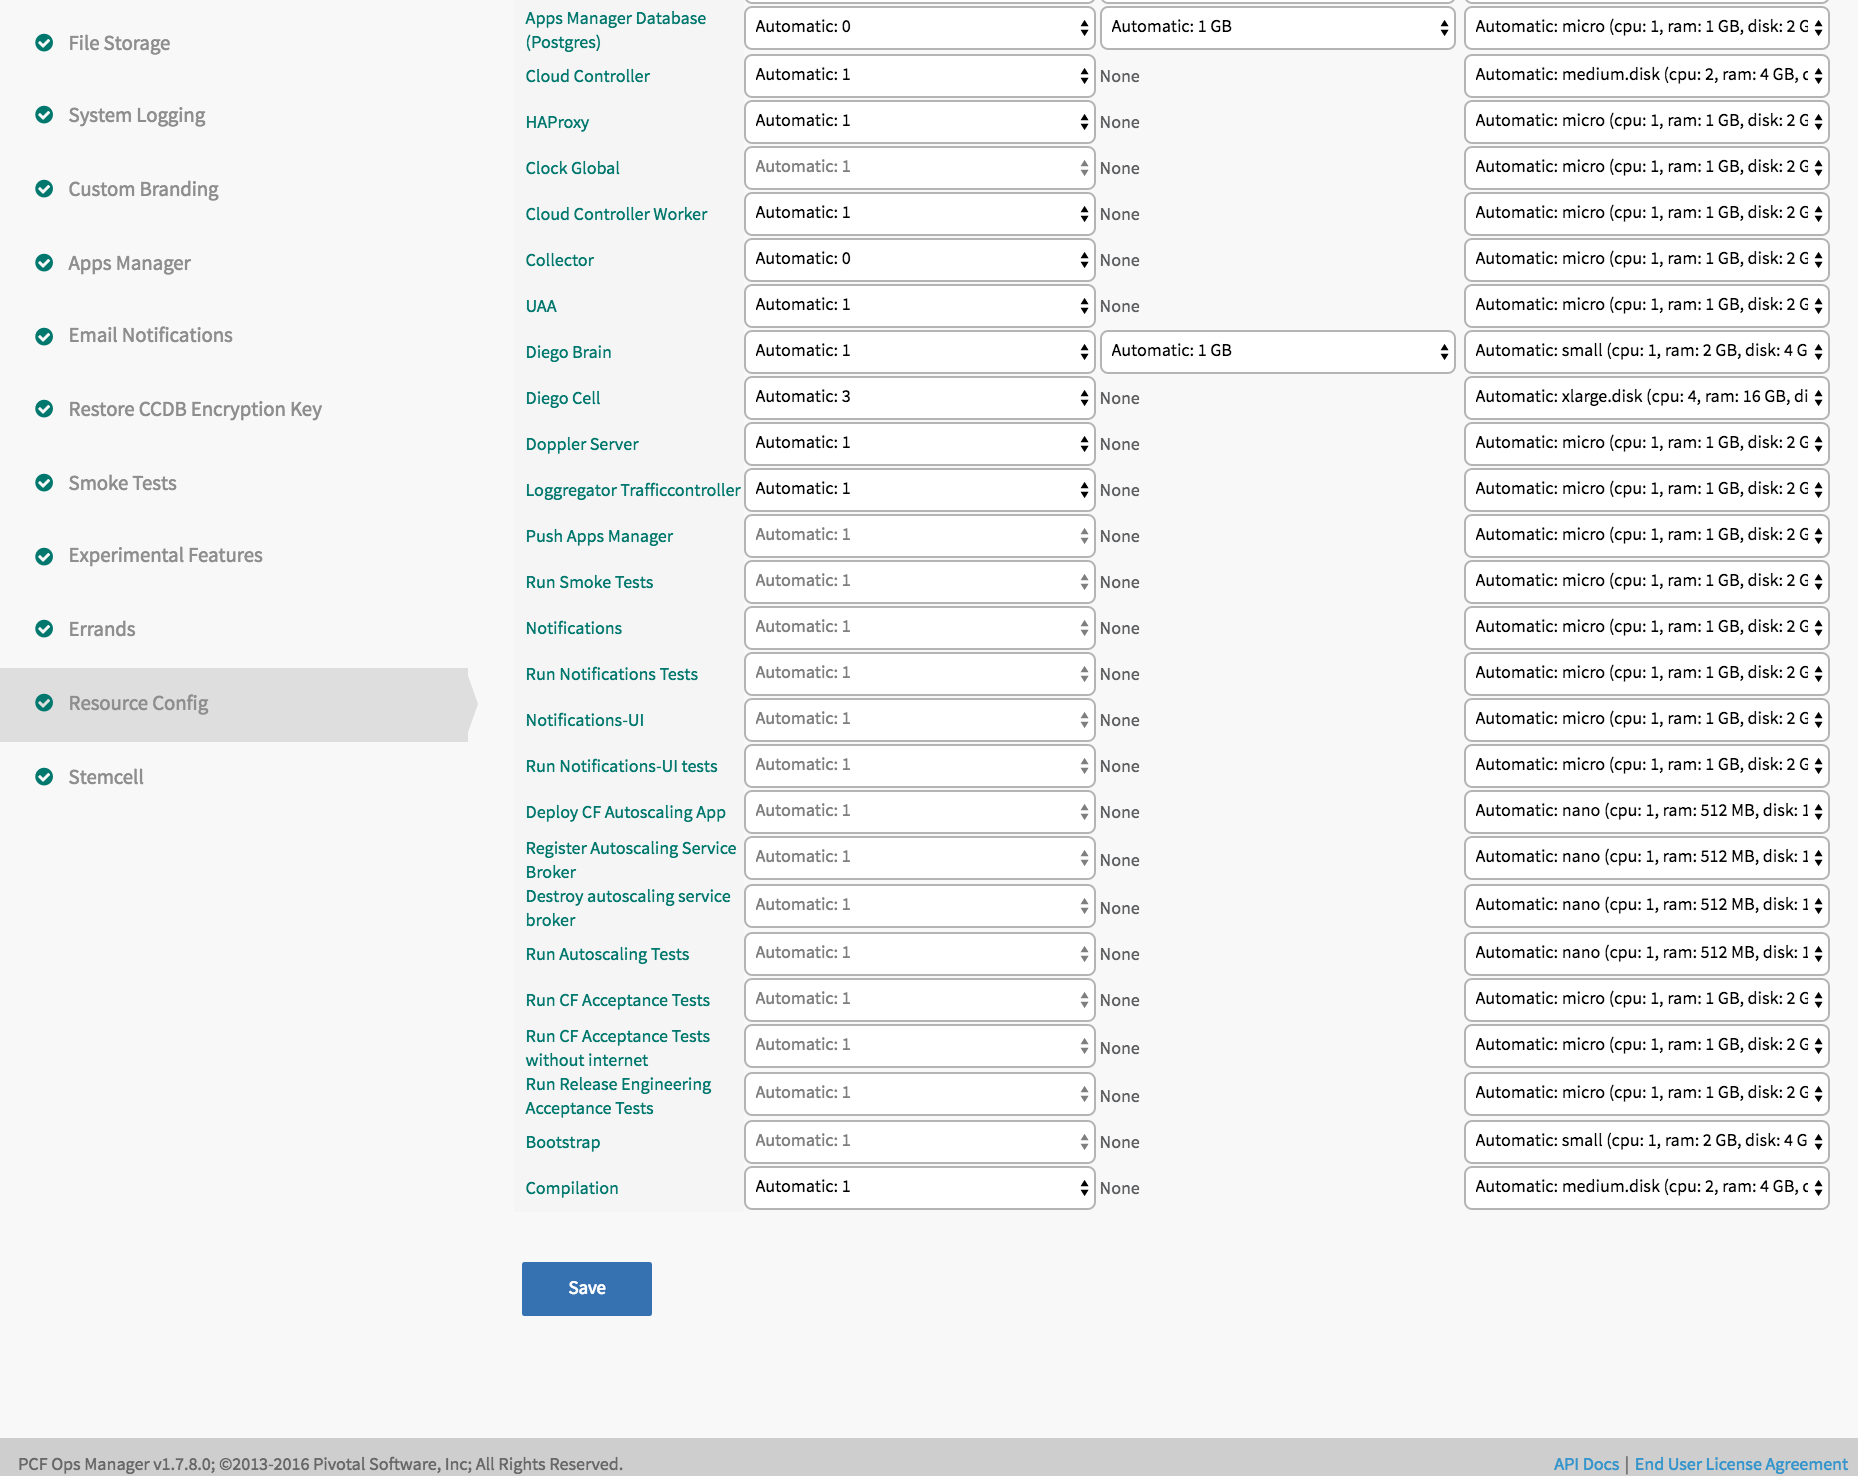 File Storage
System Logging
Custom Branding
Apps Manager
Email Notifications
Restore CCDB Encryption Key
Smoke Tests
Experimental Features
Errands
Resource Config
Stemcell
Apps Manager Database
(Postgres)
Automatic: 0
Automatic: 1 GB
Automatic: micro (cpu: 1, ram: 1 GB, disk: 2 G
Cloud Controller
Automatic: 1
None
Automatic: medium.disk (cpu: 2, ram: 4 GB, c
HAProxy
Automatic: 1
None
Automatic: micro (cpu: 1, ram: 1 GB, disk: 2 G
Clock Global
Automatic: 1
None
Automatic: micro (cpu: 1, ram: 1 GB, disk: 2 G
Cloud Controller Worker
Automatic: 1
None
Automatic: micro (cpu: 1, ram: 1 GB, disk: 2 G
Collector
Automatic: 0
None
Automatic: micro (cpu: 1, ram: 1 GB, disk: 2 G
UAA
Automatic: 1
None
Automatic: micro (cpu: 1, ram: 1 GB, disk: 2 G
Diego Brain
Automatic: 1
Automatic: 1 GB
Automatic: small (cpu: 1, ram: 2 GB, disk: 4 G
Diego Cell
Automatic: 3
None
Automatic: xlarge.disk (cpu: 4, ram: 16 GB, di
Doppler Server
Automatic: 1
None
Automatic: micro (cpu: 1, ram: 1 GB, disk: 2 G
Loggregator Trafficcontroller
Automatic: 1
None
Automatic: micro (cpu: 1, ram: 1 GB, disk: 2 G
Push Apps Manager
Automatic: 1
None
Automatic: micro (cpu: 1, ram: 1 GB, disk: 2 G
Run Smoke Tests
Automatic: 1
None
Automatic: micro (cpu: 1, ram: 1 GB, disk: 2 G
Notifications
Automatic: 1
None
Automatic: micro (cpu: 1, ram: 1 GB, disk: 2 G
Run Notifications Tests
Automatic: 1
None
Automatic: micro (cpu: 1, ram: 1 GB, disk: 2 G
Notifications-UI
Automatic: 1
None
Automatic: micro (cpu: 1, ram: 1 GB, disk: 2 G
Run Notifications-UI tests
Automatic: 1
None
Automatic: micro (cpu: 1, ram: 1 GB, disk: 2 G
Deploy CF Autoscaling App
Automatic: 1
None
Automatic: nano (cpu: 1, ram: 512 MB, disk: 1
Register Autoscaling Service
Broker
Automatic: 1
None
Automatic: nano (cpu: 1, ram: 512 MB, disk: 1
Destroy autoscaling service
broker
Automatic: 1
None
Automatic: nano (cpu: 1, ram: 512 MB, disk: 1
Run Autoscaling Tests
Automatic: 1
None
Automatic: nano (cpu: 1, ram: 512 MB, disk: 1
Run CF Acceptance Tests
Automatic: 1
None
Automatic: micro (cpu: 1, ram: 1 GB, disk: 2 G
Run CF Acceptance Tests
without internet
Automatic: 1
None
Automatic: micro (cpu: 1, ram: 1 GB, disk: 2 G
Run Release Engineering
Acceptance Tests
Automatic: 1
None
Automatic: micro (cpu: 1, ram: 1 GB, disk: 2 G
Bootstrap
Automatic: 1
None
Automatic: small (cpu: 1, ram: 2 GB, disk: 4 G
Compilation
Automatic: 1
None
Automatic: medium.disk (cpu: 2, ram: 4 GB, c
Save
PCF Ops Manager v1.7.8.0; ©2013-2016 Pivotal Software, Inc; All Rights Reserved.
API Docs | End User License Agreement